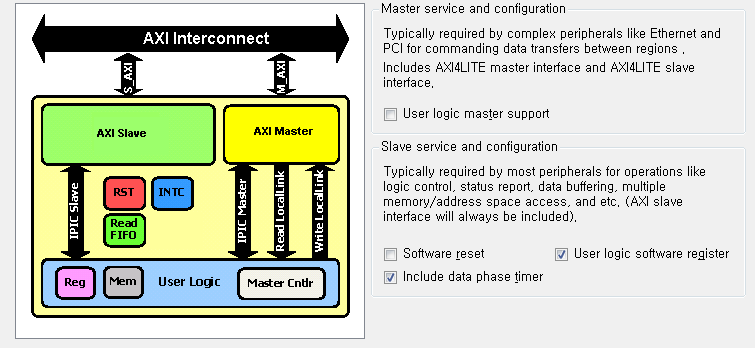 AXI Interconnect
S_AXI
M_AXI
AXI Slave
AXI Master
IPIC Slave
RST
INTC
Read
FIFO
IPIC Master
Read LocalLink
Write LocalLink
Reg
Mem
User Logic
Master Cntlr
Master service and configuration
Typically required by complex peripherals like Ethernet and
PCI for commanding data transfers between regions .
Includes AXI4LITE master interface and AXI4LITE slave
interface.
User logic master support
Slave service and configuration
Typically required by most peripherals for operations like
logic control, status report, data buffering, multiple
memory/address space access, and etc. (AXI slave
interface will always be included).
Software reset
User logic software register
Include data phase timer